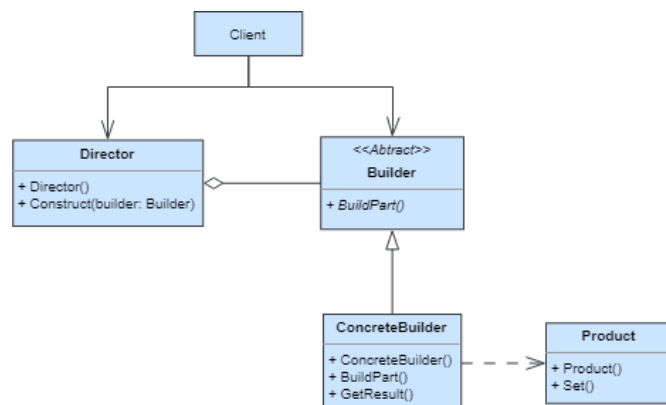 Client
Director
+ Director()
+ Construct(builder: Builder)
<<Abtract>>
Builder
+ BuildPart()
ConcreteBuilder
+ ConcreteBuilder()
+ BuildPart()
+ GetResult()
Product
+ Product()
+ Set()